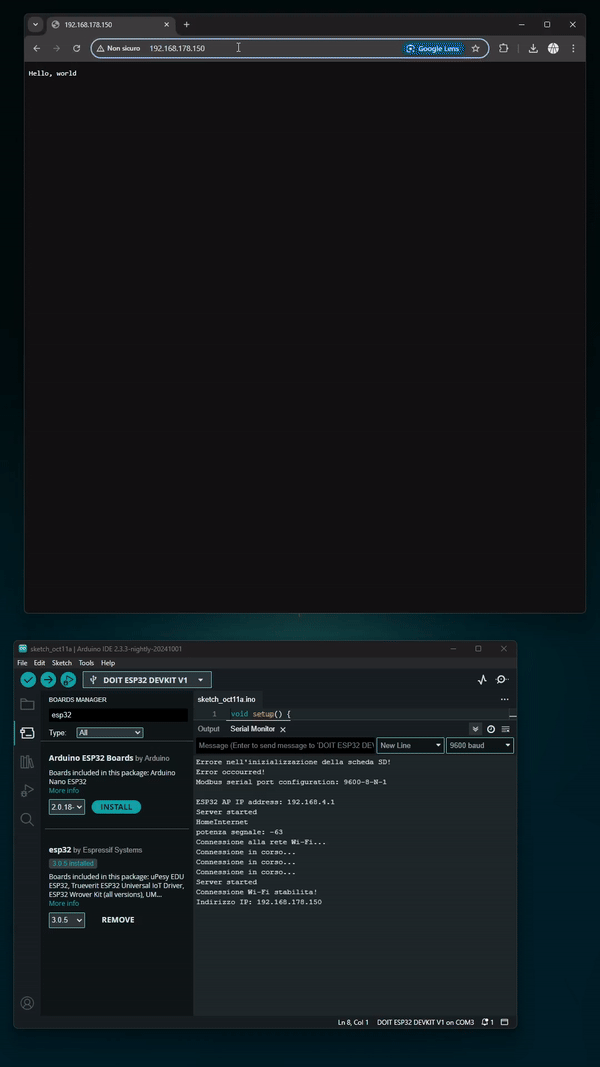 192.168.178.150
Non sicuro 192.168.178.150 Google Lens
Hello, world
sketch_oct11a | Arduino IDE 2.3.3-nightly-20241001
File Edit Sketch Tools Help
DOIT ESP32 DEVKIT V1
BOARDS MANAGER
esp32
Type: All
Arduino ESP32 Boards by Arduino
Boards included in this package: Arduino
Nano ESP32
More info
2.0.18- INSTALL
esp32 by Espressif Systems
3.0.5 installed
Boards included in this package: uPesy EDU
ESP32, Trueverit ESP32 Universal IoT Driver,
ESP32 Wrover Kit (all versions), UM...
More info
3.0.5 REMOVE
sketch_oct11a.ino
1 void setup() {
Output Serial Monitor
Message (Enter to send message to 'DOIT ESP32 DEV New Line 9600 baud
Errore nell'inizializzazione della scheda SD!
Error occourred!
Modbus serial port configuration: 9600-8-N-1
ESP32 AP IP address: 192.168.4.1
Server started
HomeInternet
potenza segnale: -63
Connessione alla rete Wi-Fi...
Connessione in corso...
Connessione in corso...
Connessione in corso...
Server started
Connessione Wi-Fi stabilita!
Indirizzo IP: 192.168.178.150
Ln 8, Col 1 DOIT ESP32 DEVKIT V1 on COM3 1